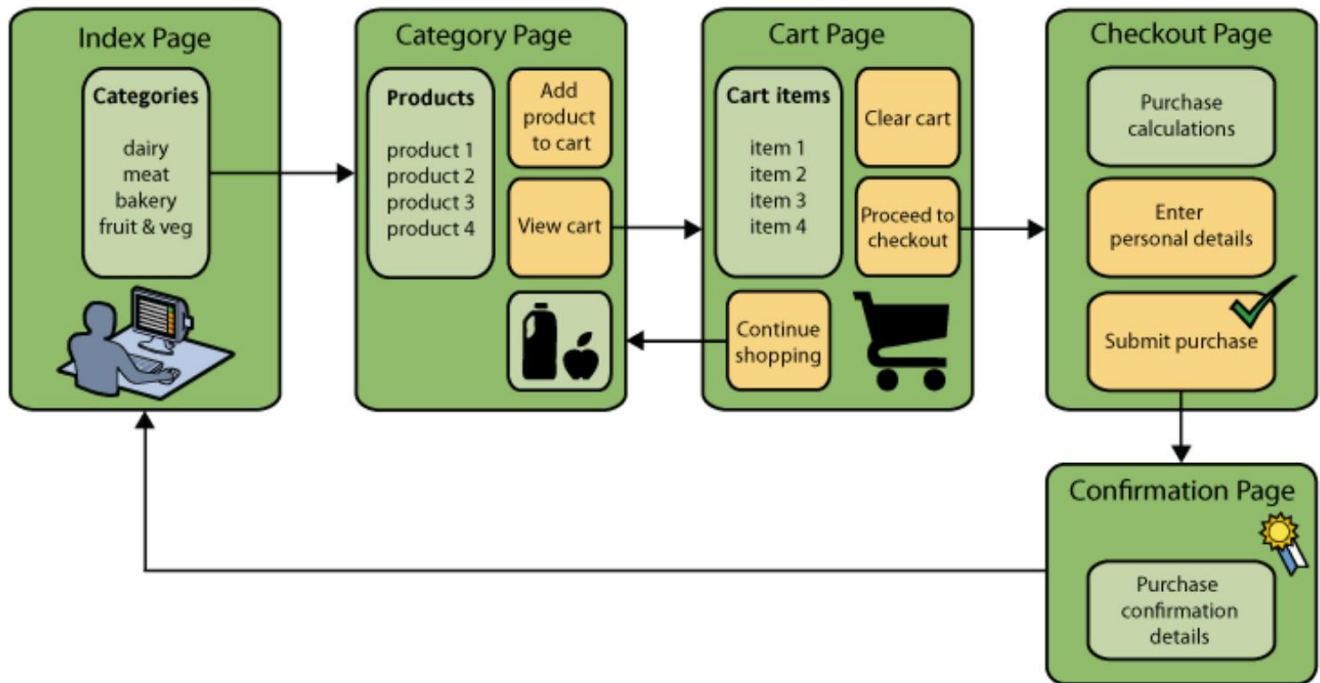 Index Page
Categories
dairy
meat
bakery
fruit & veg
Category Page
Products
product 1
product 2
product 3
product 4
Add
product
to cart
View cart
Cart Page
Cart items
item 1
item 2
item 3
item 4
Clear cart
Proceed to
checkout
Continue
shopping
Checkout Page
Purchase
calculations
Enter
personal details
Submit purchase
Confirmation Page
Purchase
confirmation
details